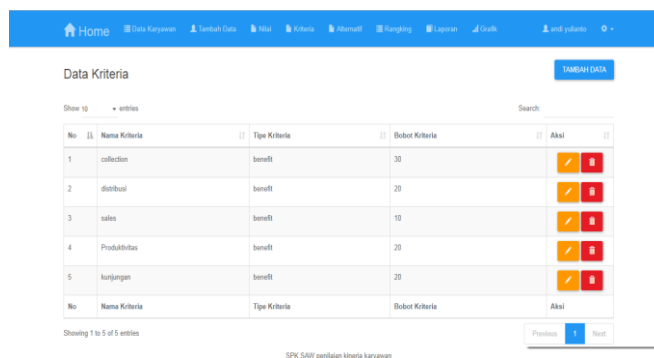 Home Data Karyawan Tambah Data Nilai Kriteria Alternatif Rangking Laporan Grafik andi yulianto
Data Kriteria TAMBAH DATA
Show 10 entries Search:
No Nama Kriteria Tipe Kriteria Bobot Kriteria Aksi
1 collection benefit 30
2 distribusi benefit 20
3 sales benefit 10
4 Produktivitas benefit 20
5 kunjungan benefit 20
No Nama Kriteria Tipe Kriteria Bobot Kriteria Aksi
Showing 1 to 5 of 5 entries Previous 1 Next
SPK SAW penilaian kinerja karyawan